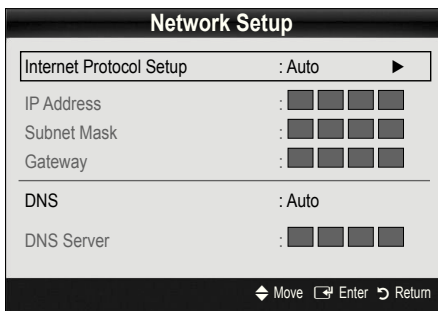 Network Setup
Internet Protocol Setup : Auto ►
IP Address :
Subnet Mask :
Gateway :
DNS : Auto
DNS Server :
Move Enter Return